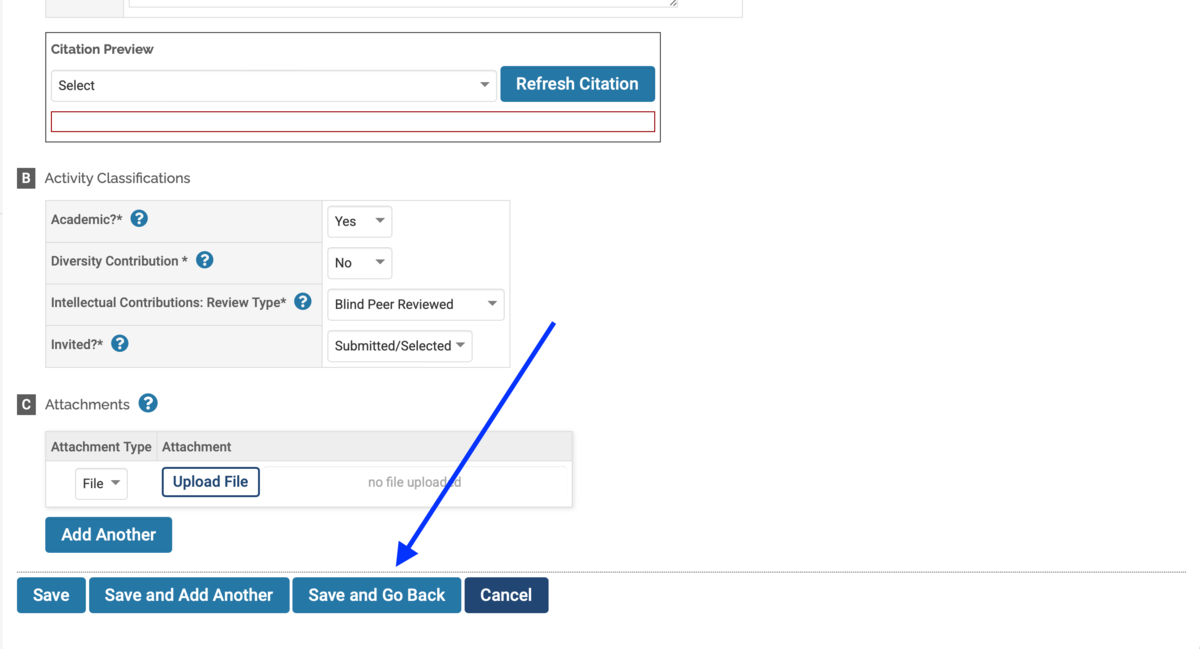 Citation Preview
Select
Refresh Citation
B Activity Classifications
Academic?* ? Yes
Diversity Contribution * ? No
Intellectual Contributions: Review Type* ? Blind Peer Reviewed
Invited?* ? Submitted/Selected
C Attachments ?
Attachment Type Attachment
File Upload File no file uploaded
Add Another
Save Save and Add Another Save and Go Back Cancel